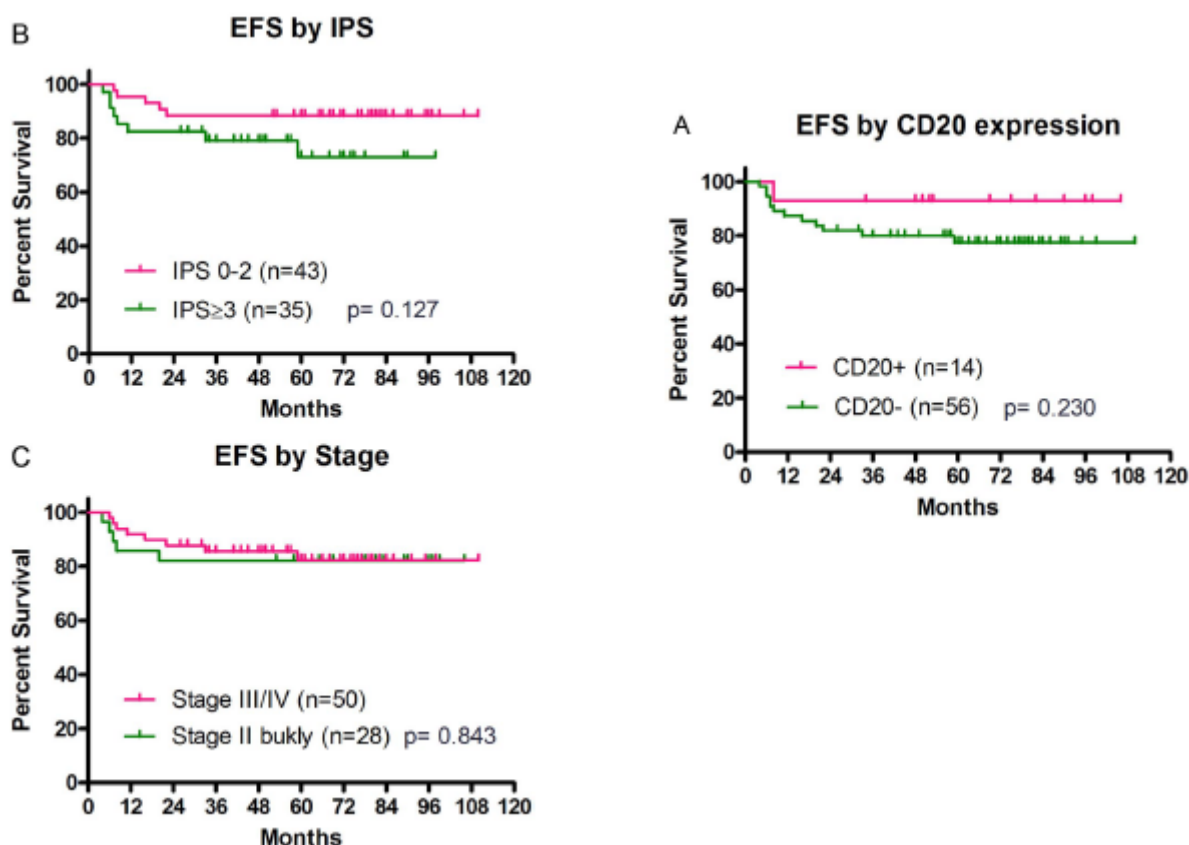 B
EFS by IPS
Percent Survival
100
80
60
40
20
0
IPS 0-2 (n=43)
IPS≥3 (n=35) p= 0.127
0 12 24 36 48 60 72 84 96 108 120
Months
A
EFS by CD20 expression
Percent Survival
100
80
60
40
20
0
CD20+ (n=14)
CD20- (n=56) p= 0.230
0 12 24 36 48 60 72 84 96 108 120
Months
C
EFS by Stage
Percent Survival
100
80
60
40
20
0
Stage III/IV (n=50)
Stage II bukly (n=28) p= 0.843
0 12 24 36 48 60 72 84 96 108 120
Months